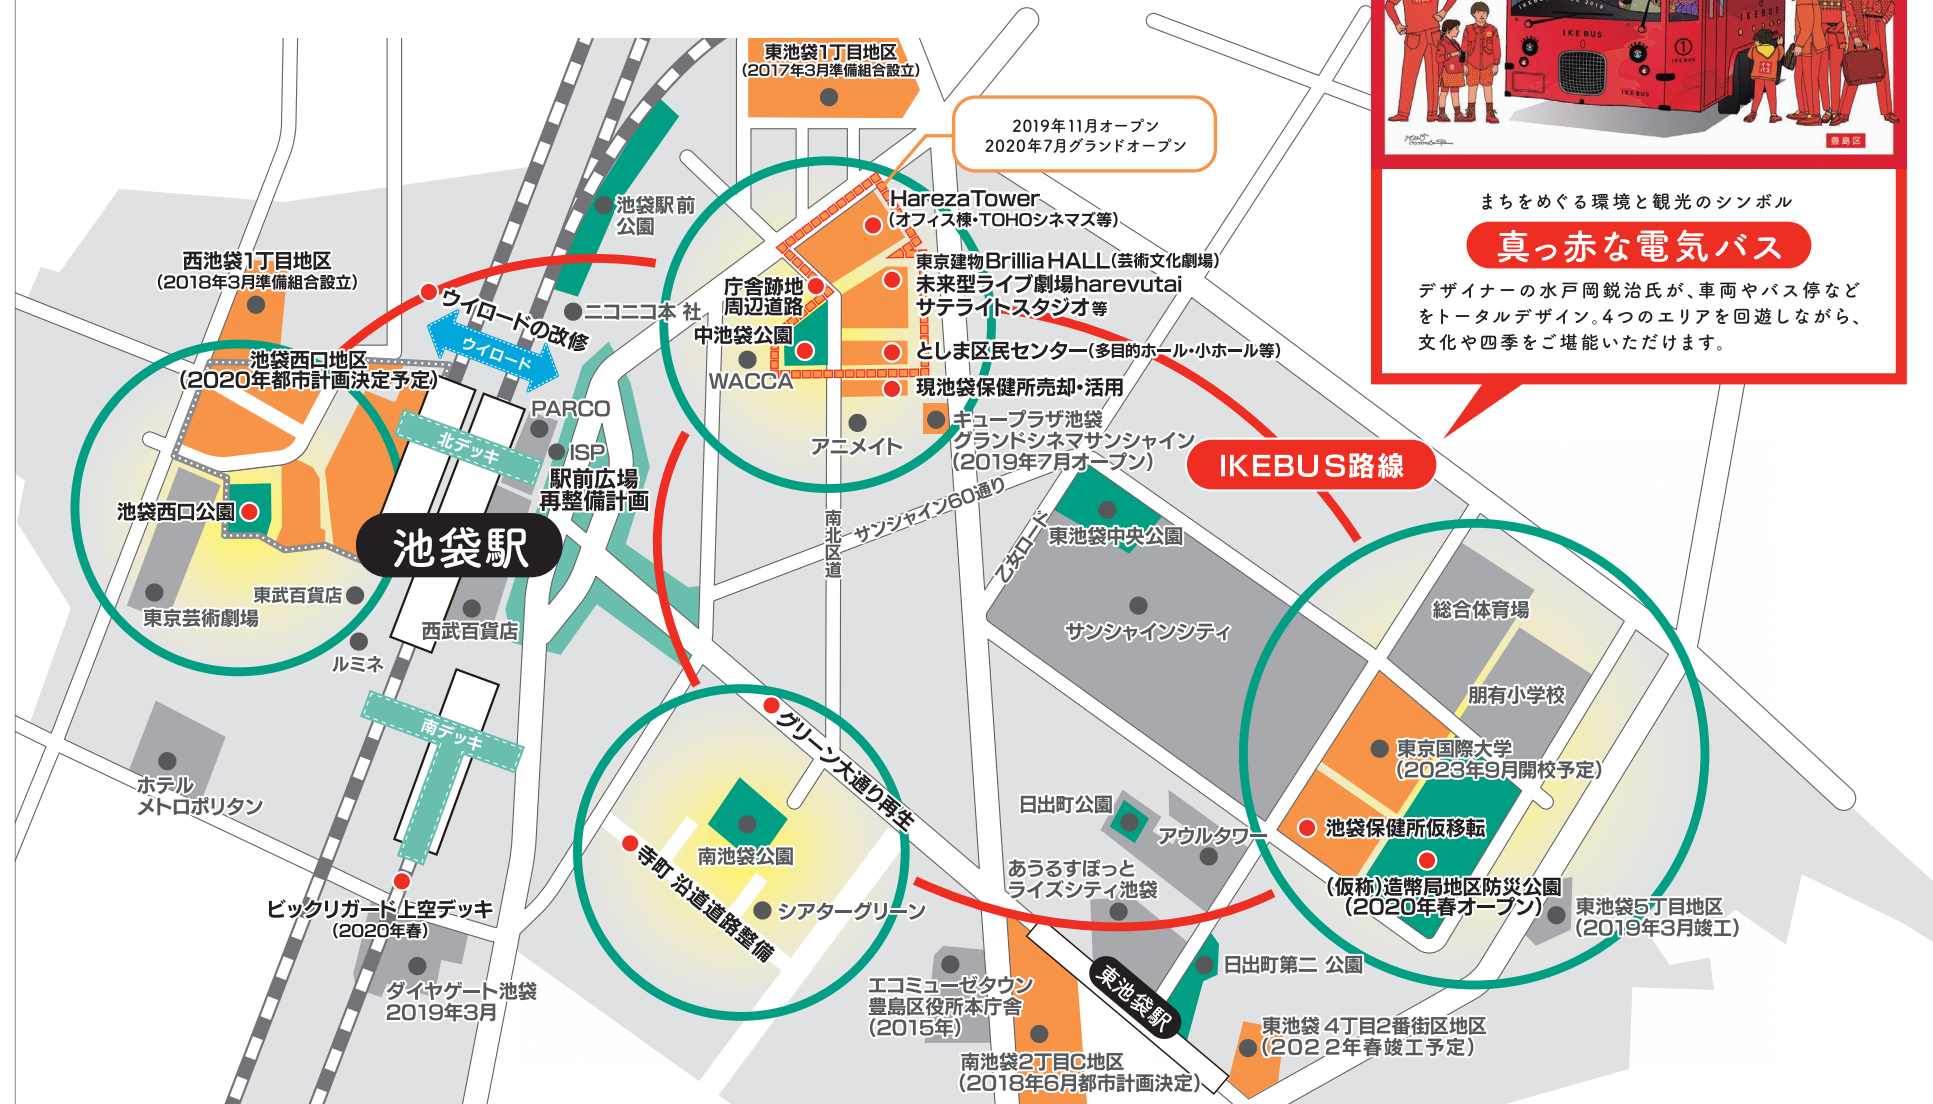 東池袋1丁目地区
(2017年3月準備組合設立)
2019年11月オープン
2020年7月グランドオープン
IKEBUS
IKEBUS
IKEBUS
IKEBUS
1
豊島区
まちをめぐる環境と観光のシンボル
真っ赤な電気バス
デザイナーの水戸岡鋭治氏が、車両やバス停など
をトータルデザイン。4つのエリアを回遊しながら、
文化や四季をご堪能いただけます。
IKEBUS路線
池袋駅前
公園
HarezaTower
(オフィス棟・TOHOシネマズ等)
東京建物Brillia HALL(芸術文化劇場)
未来型ライブ劇場harevutai
サテライトスタジオ等
庁舎跡地
周辺道路
中池袋公園
WACCA
としま区民センター(多目的ホール・小ホール等)
現池袋保健所売却・活用
アニメイト
キュープラザ池袋
グランドシネマサンシャイン
(2019年7月オープン)
西池袋1丁目地区
(2018年3月準備組合設立)
ウイロードの改修
ウイロード
ニコニコ本 社
池袋西口地区
(2020年都市計画決定予定)
PARCO
ISP
北デッキ
駅前広場
再整備計画
池袋西口公園
池袋駅
東京芸術劇場
東武百貨店
西武百貨店
ルミネ
南デッキ
ホテル
メトロポリタン
ビックリガード上空デッキ
(2020年春)
ダイヤゲート池袋
2019年3月
南北区道
サンシャイン60通り
乙女ロード
東池袋中央公園
サンシャインシティ
総合体育場
朋有小学校
東京国際大学
(2023年9月開校予定)
池袋保健所仮移転
(仮称)造幣局地区防災公園
(2020年春オープン)
東池袋5丁目地区
(2019年3月竣工)
グリーン大通り再生
南池袋公園
寺町 沿道道路整備
シアターグリーン
日出町公園
アウルタワー
あうるすぽっと
ライズシティ池袋
日出町第二 公園
東池袋駅
エコミューゼタウン
豊島区役所本庁舎
(2015年)
南池袋2丁目C地区
(2018年6月都市計画決定)
東池袋 4丁目2番街区地区
(2022年春竣工予定)